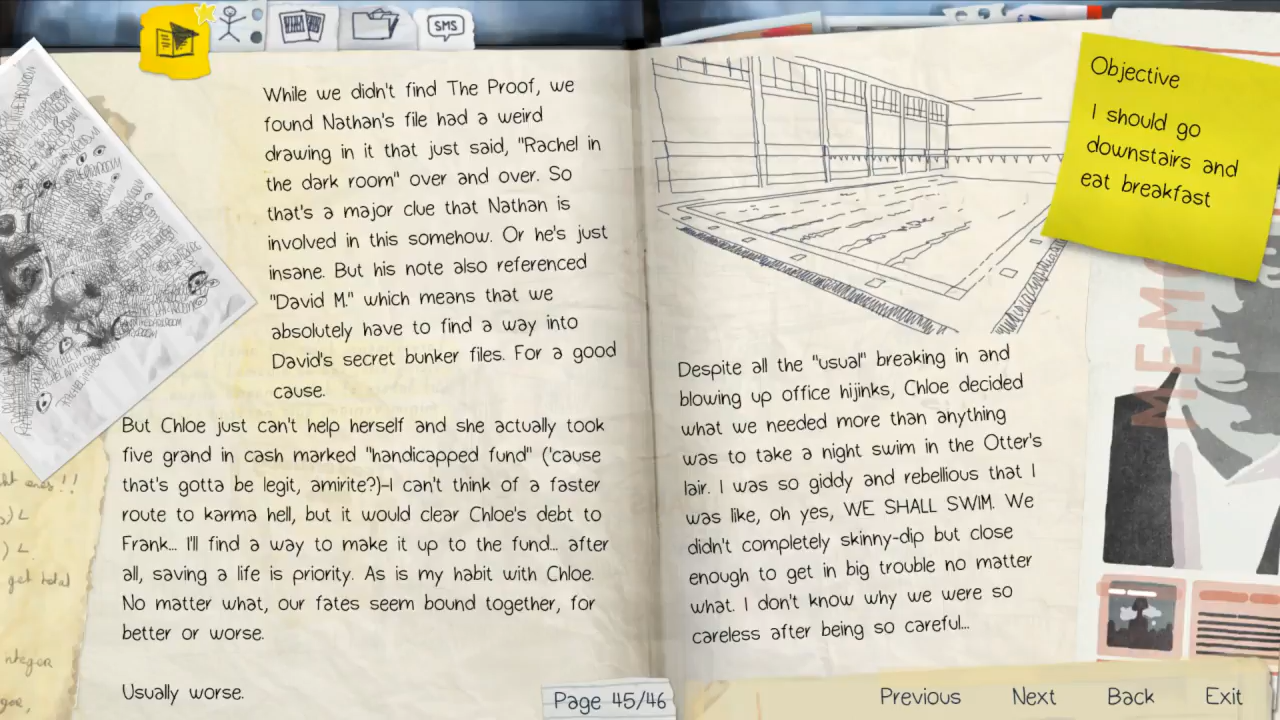 SMS
While we didn't find The Proof, we
found Nathan's file had a weird
drawing in it that just said, "Rachel in
the dark room" over and over. So
that's a major clue that Nathan is
involved in this somehow. Or he's just
insane. But his note also referenced
"David M." which means that we
absolutely have to find a way into
David's secret bunker files. For a good
cause.
But Chloe just can't help herself and she actually took
five grand in cash marked "handicapped fund" ('cause
that's gotta be legit, amirite?)–I can't think of a faster
route to karma hell, but it would clear Chloe's debt to
Frank... I'll find a way to make it up to the fund... after
all, saving a life is priority. As is my habit with Chloe.
No matter what, our fates seem bound together, for
better or worse.
Usually worse.
Despite all the "usual" breaking in and
blowing up office hijinks, Chloe decided
what we needed more than anything
was to take a night swim in the Otter's
lair. I was so giddy and rebellious that I
was like, oh yes, WE SHALL SWIM. We
didn't completely skinny-dip but close
enough to get in big trouble no matter
what. I don't know why we were so
careless after being so careful...
Objective
I should go
downstairs and
eat breakfast
MEMO
Page 45/46
Previous
Next
Back
Exit